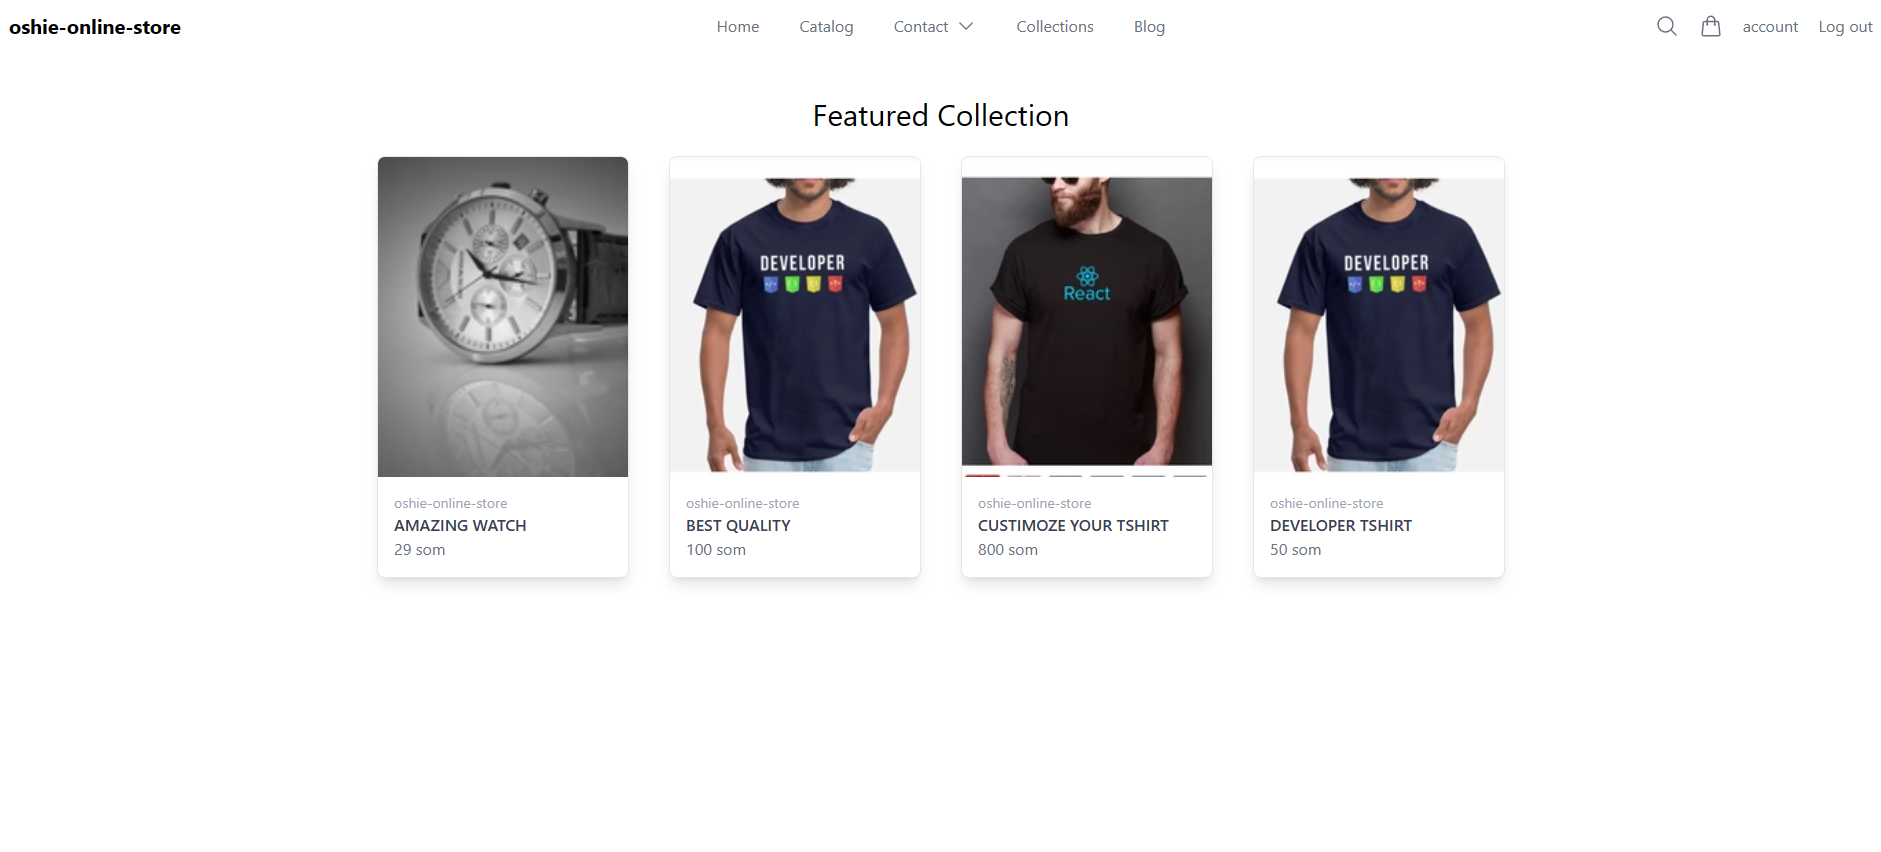 oshie-online-store
Home Catalog Contact Collections Blog
account Log out
Featured Collection
DEVELOPER
React
DEVELOPER
oshie-online-store
AMAZING WATCH
29 som
oshie-online-store
BEST QUALITY
100 som
oshie-online-store
CUSTIMOZE YOUR TSHIRT
800 som
oshie-online-store
DEVELOPER TSHIRT
50 som